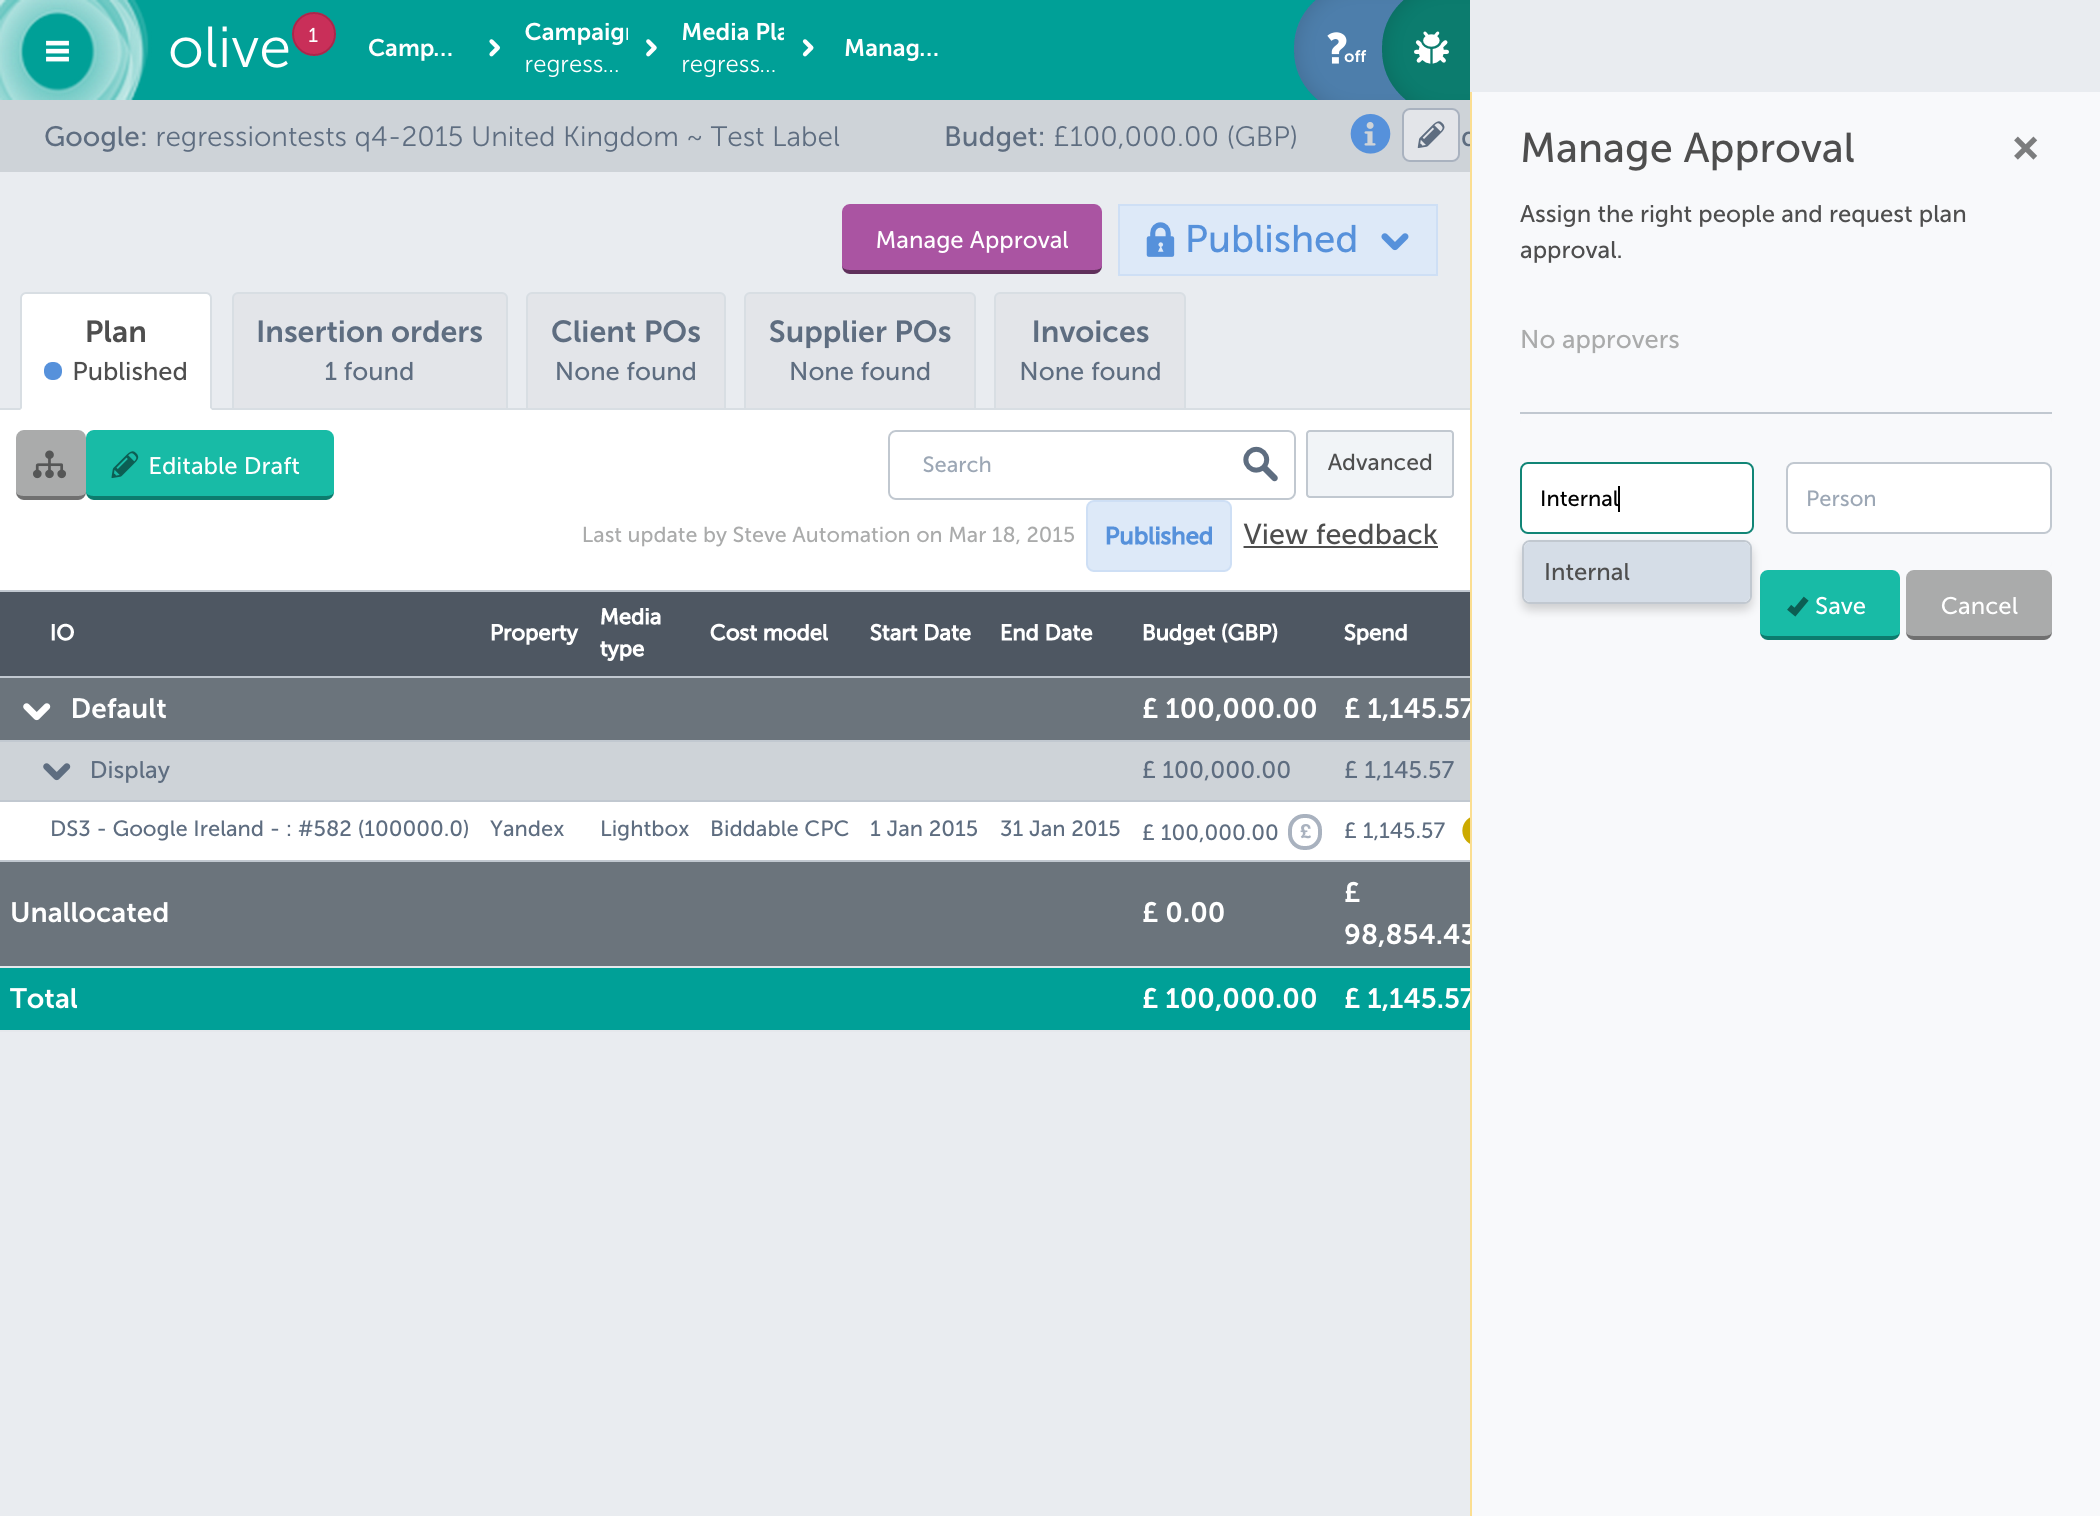 olive 1
Camp...
Campaig
regress...
Media Pla
regress...
Manag...
?off
Google: regressiontests q4-2015 United Kingdom ~ Test Label
Budget: £100,000.00 (GBP)
Manage Approval
Published
Plan
Published
Insertion orders
1 found
Client POs
None found
Supplier POs
None found
Invoices
None found
Editable Draft
Search
Advanced
Last update by Steve Automation on Mar 18, 2015
Published
View feedback
IO Property Media type Cost model Start Date End Date Budget (GBP) Spend
Default £ 100,000.00 £ 1,145.57
Display £ 100,000.00 £ 1,145.57
DS3 - Google Ireland - : #582 (100000.0) Yandex Lightbox Biddable CPC 1 Jan 2015 31 Jan 2015 £ 100,000.00 £ £ 1,145.57
Unallocated £ 0.00 £ 98,854.43
Total £ 100,000.00 £ 1,145.57
Manage Approval
Assign the right people and request plan
approval.
No approvers
Internal
Person
Internal
Save
Cancel